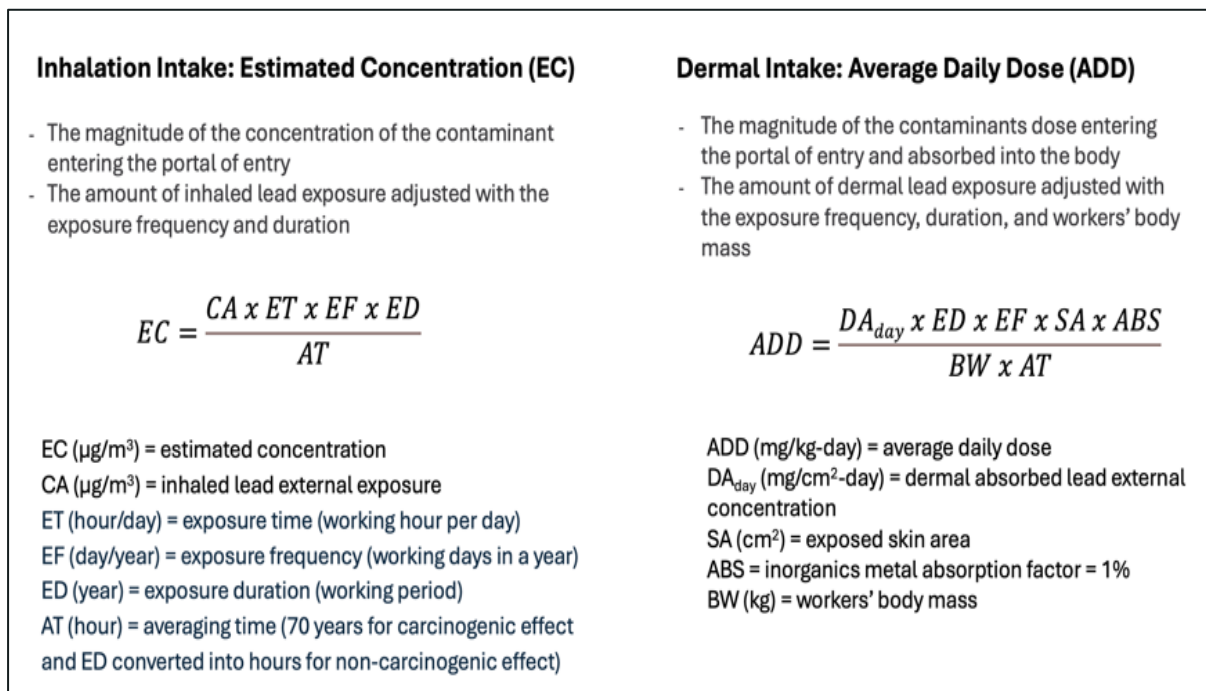 Inhalation Intake: Estimated Concentration (EC)
- The magnitude of the concentration of the contaminant
entering the portal of entry
- The amount of inhaled lead exposure adjusted with the
exposure frequency and duration
EC = CA x ET x EF x ED / AT
EC (µg/m³) = estimated concentration
CA (µg/m³) = inhaled lead external exposure
ET (hour/day) = exposure time (working hour per day)
EF (day/year) = exposure frequency (working days in a year)
ED (year) = exposure duration (working period)
AT (hour) = averaging time (70 years for carcinogenic effect
and ED converted into hours for non-carcinogenic effect)
Dermal Intake: Average Daily Dose (ADD)
- The magnitude of the contaminants dose entering
the portal of entry and absorbed into the body
- The amount of dermal lead exposure adjusted with
the exposure frequency, duration, and workers' body
mass
ADD = DA_day x ED x EF x SA x ABS / BW x AT
ADD (mg/kg-day) = average daily dose
DA_day (mg/cm²-day) = dermal absorbed lead external
concentration
SA (cm²) = exposed skin area
ABS = inorganics metal absorption factor = 1%
BW (kg) = workers' body mass